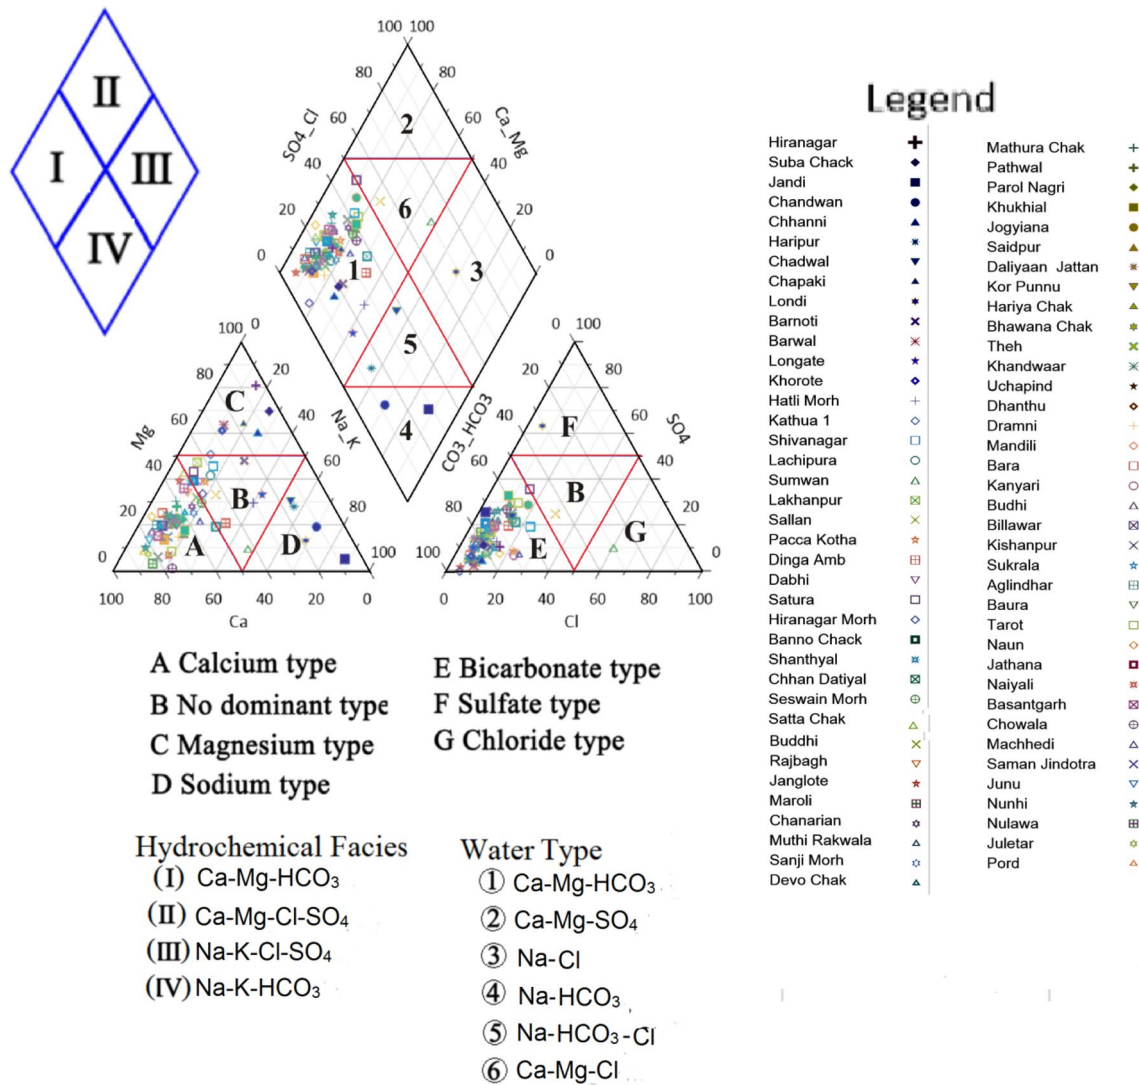 II
I
III
IV
100 100
80 80
60 60
40 40
20 20
0 0
SO4_Cl
Ca_Mg
2
6
1
3
5
4
Na_K
CO3_HCO3
100 0
80 20
60 40
40 60
20 80
0 100
Mg
C
B
A
D
100 80 60 40 20 0
Ca
0 100
20 80
40 60
60 40
80 20
100 0
SO4
F
B
E
G
0 20 40 60 80 100
Cl
A Calcium type
B No dominant type
C Magnesium type
D Sodium type
E Bicarbonate type
F Sulfate type
G Chloride type
Hydrochemical Facies
(I) Ca-Mg-HCO₃
(II) Ca-Mg-Cl-SO₄
(III) Na-K-Cl-SO₄
(IV) Na-K-HCO₃
Water Type
① Ca-Mg-HCO₃
② Ca-Mg-SO₄
③ Na-Cl
④ Na-HCO₃
⑤ Na-HCO₃-Cl
⑥ Ca-Mg-Cl
Legend
Hiranagar
Suba Chack
Jandi
Chandwan
Chhanni
Haripur
Chadwal
Chapaki
Londi
Barnoti
Barwal
Longate
Khorote
Hatli Morh
Kathua 1
Shivanagar
Lachipura
Sumwan
Lakhanpur
Sallan
Pacca Kotha
Dinga Amb
Dabhi
Satura
Hiranagar Morh
Banno Chack
Shanthyal
Chhan Datiyal
Seswain Morh
Satta Chak
Buddhi
Rajbagh
Janglote
Maroli
Chanarian
Muthi Rakwala
Sanji Morh
Devo Chak
Mathura Chak
Pathwal
Parol Nagri
Khukhial
Jogyiana
Saidpur
Daliyaan Jattan
Kor Punnu
Hariya Chak
Bhawana Chak
Theh
Khandwaar
Uchapind
Dhanthu
Dramni
Mandili
Bara
Kanyari
Budhi
Billawar
Kishanpur
Sukrala
Aglindhar
Baura
Tarot
Naun
Jathana
Naiyali
Basantgarh
Chowala
Machhedi
Saman Jindotra
Junu
Nunhi
Nulawa
Juletar
Pord